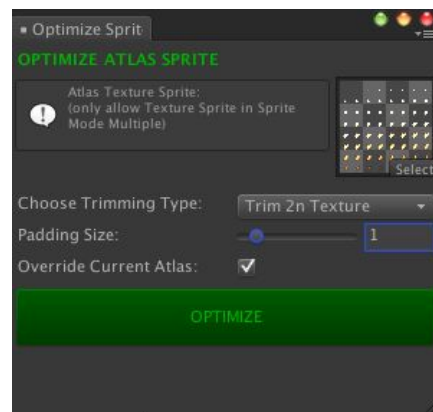 Optimize Sprit
OPTIMIZE ATLAS SPRITE
Atlas Texture Sprite:
(only allow Texture Sprite in Sprite
Mode Multiple)
Select
Choose Trimming Type:
Trim 2n Texture
Padding Size:
1
Override Current Atlas:
OPTIMIZE